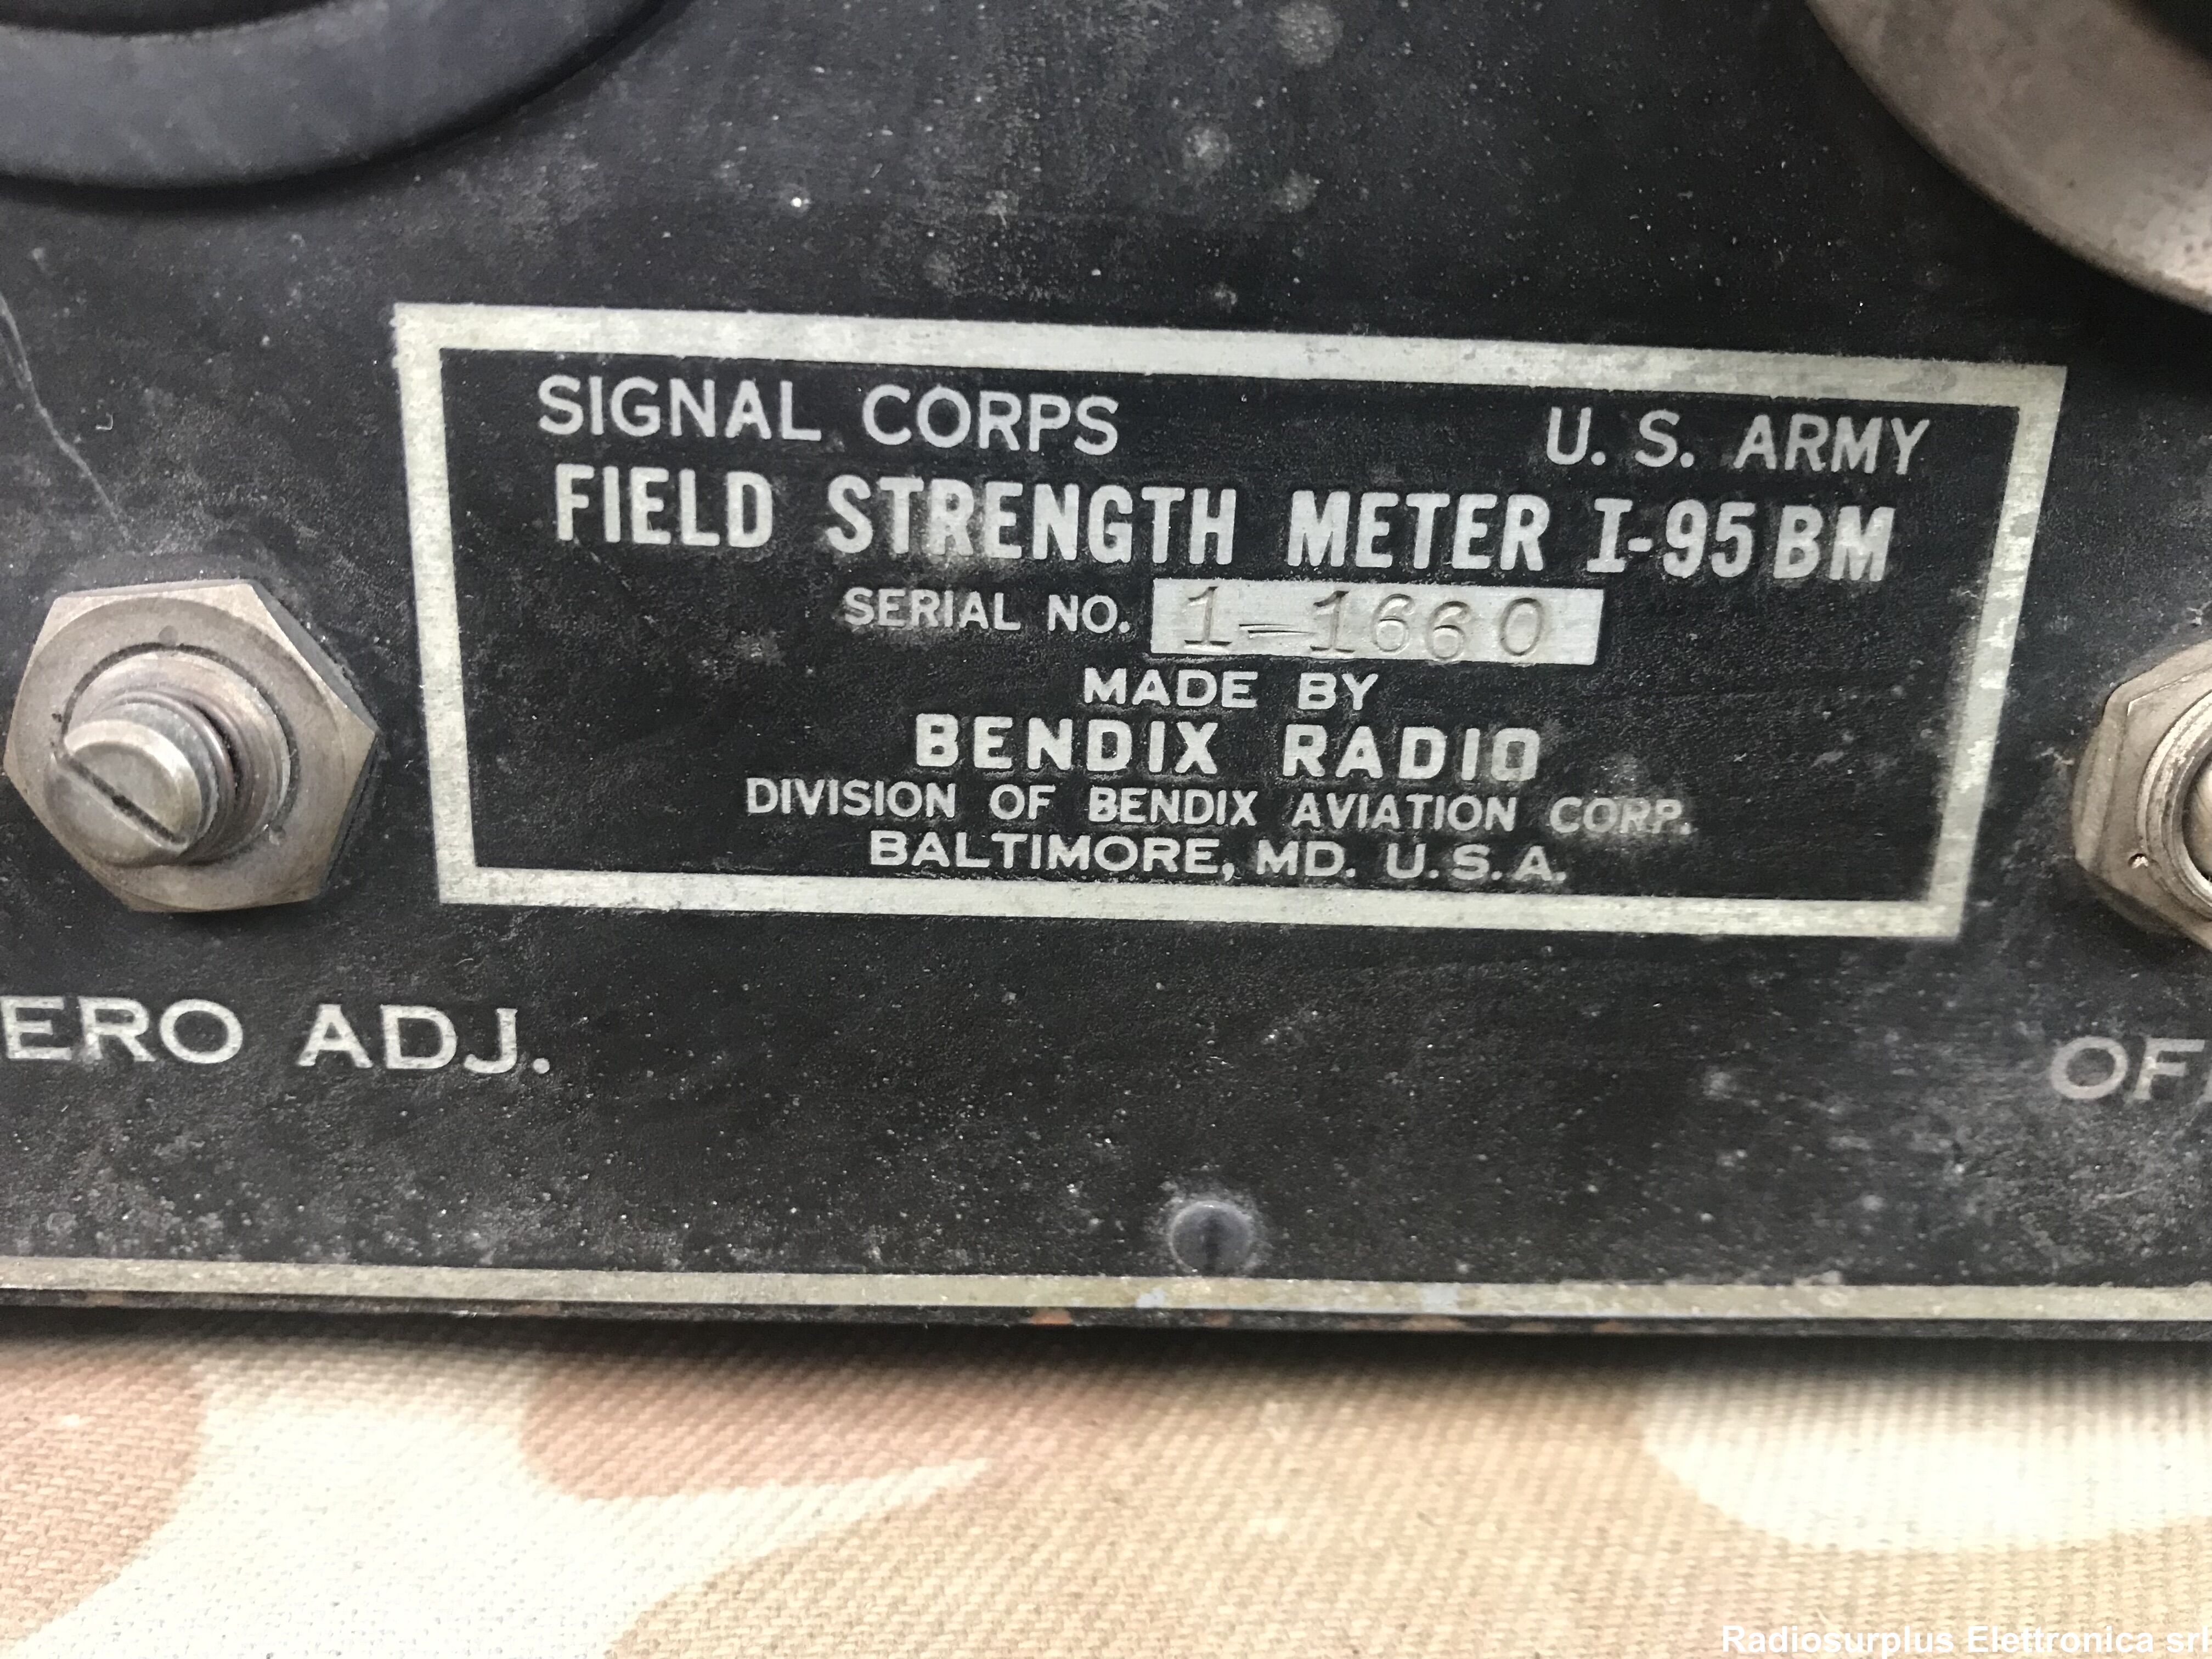 SIGNAL CORPS U. S. ARMY
FIELD STRENGTH METER I-95BM
SERIAL NO. 1-1660
MADE BY
BENDIX RADIO
DIVISION OF BENDIX AVIATION CORP.
BALTIMORE, MD. U.S.A.
ERO ADJ.
OF
Radiosurplus Elettronica srl